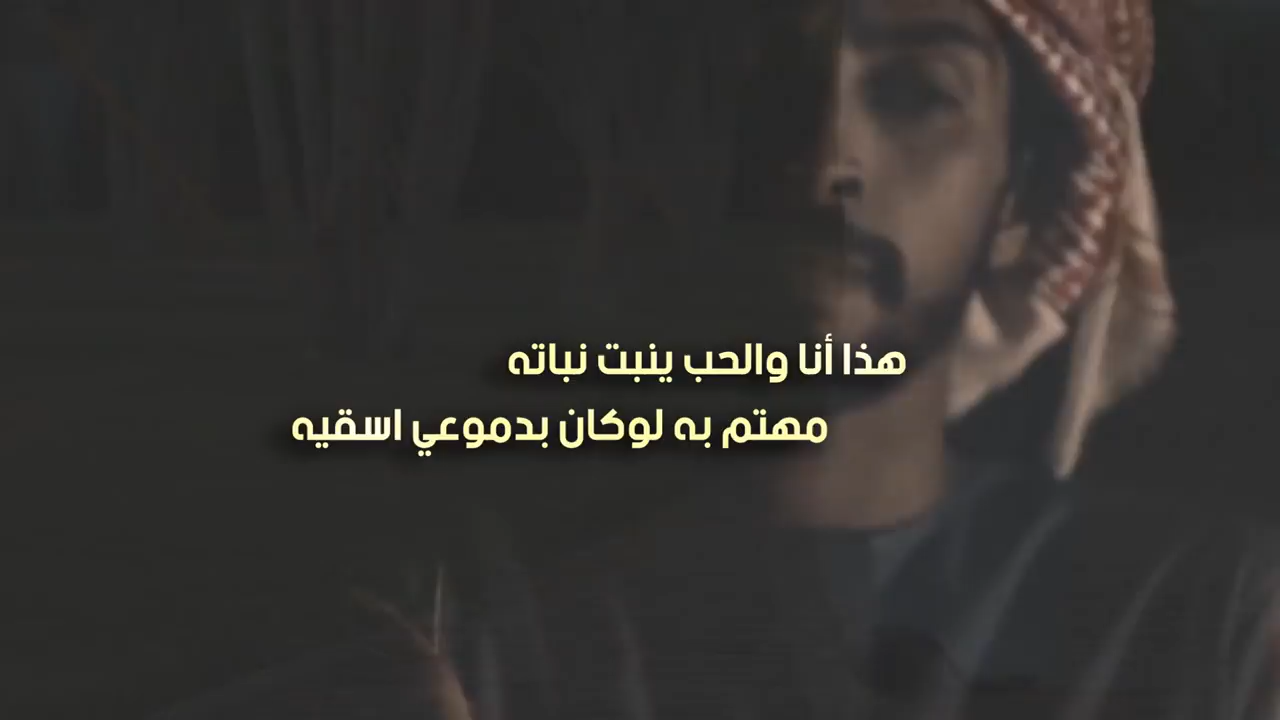 هذا أنا والحب ينبت نباته
مهتم به لوكان بدموعي اسقيه